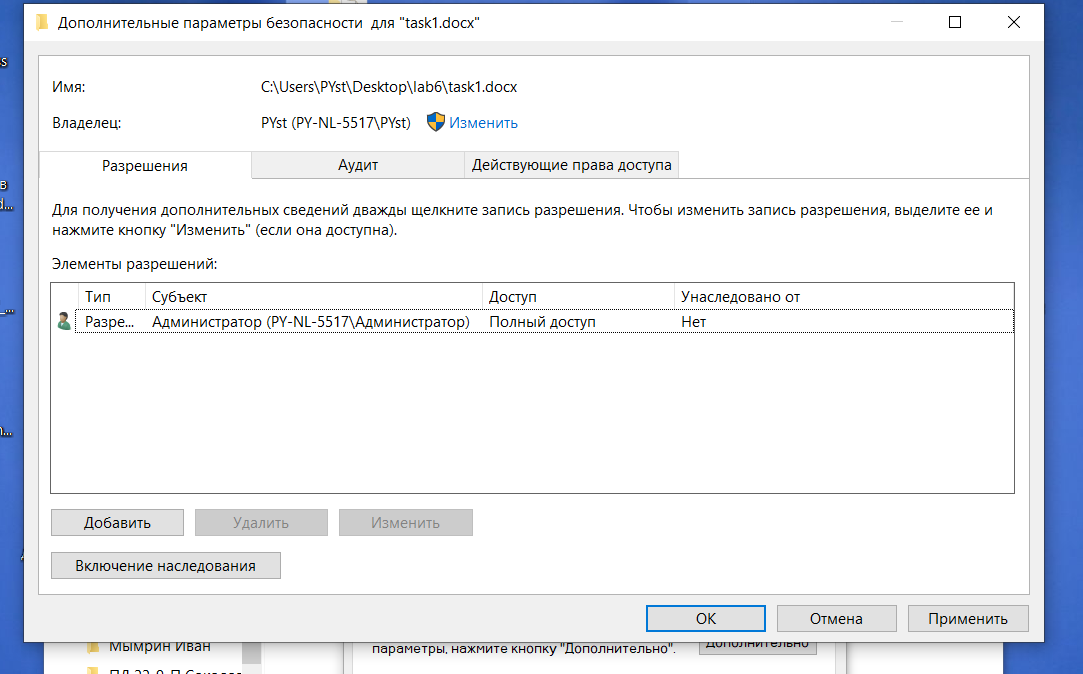 Дополнительные параметры безопасности для "task1.docx"
Имя: C:\Users\PYst\Desktop\lab6\task1.docx
Владелец: PYst (PY-NL-5517\PYst) Изменить
Разрешения Аудит Действующие права доступа
Для получения дополнительных сведений дважды щелкните запись разрешения. Чтобы изменить запись разрешения, выделите ее и
нажмите кнопку "Изменить" (если она доступна).
Элементы разрешений:
Тип Субъект Доступ Унаследовано от
Разре... Администратор (PY-NL-5517\Администратор) Полный доступ Нет
Добавить Удалить Изменить
Включение наследования
ОК Отмена Применить
Мымрин Иван
параметры, нажмите кнопку "Дополнительно". Дополнительно